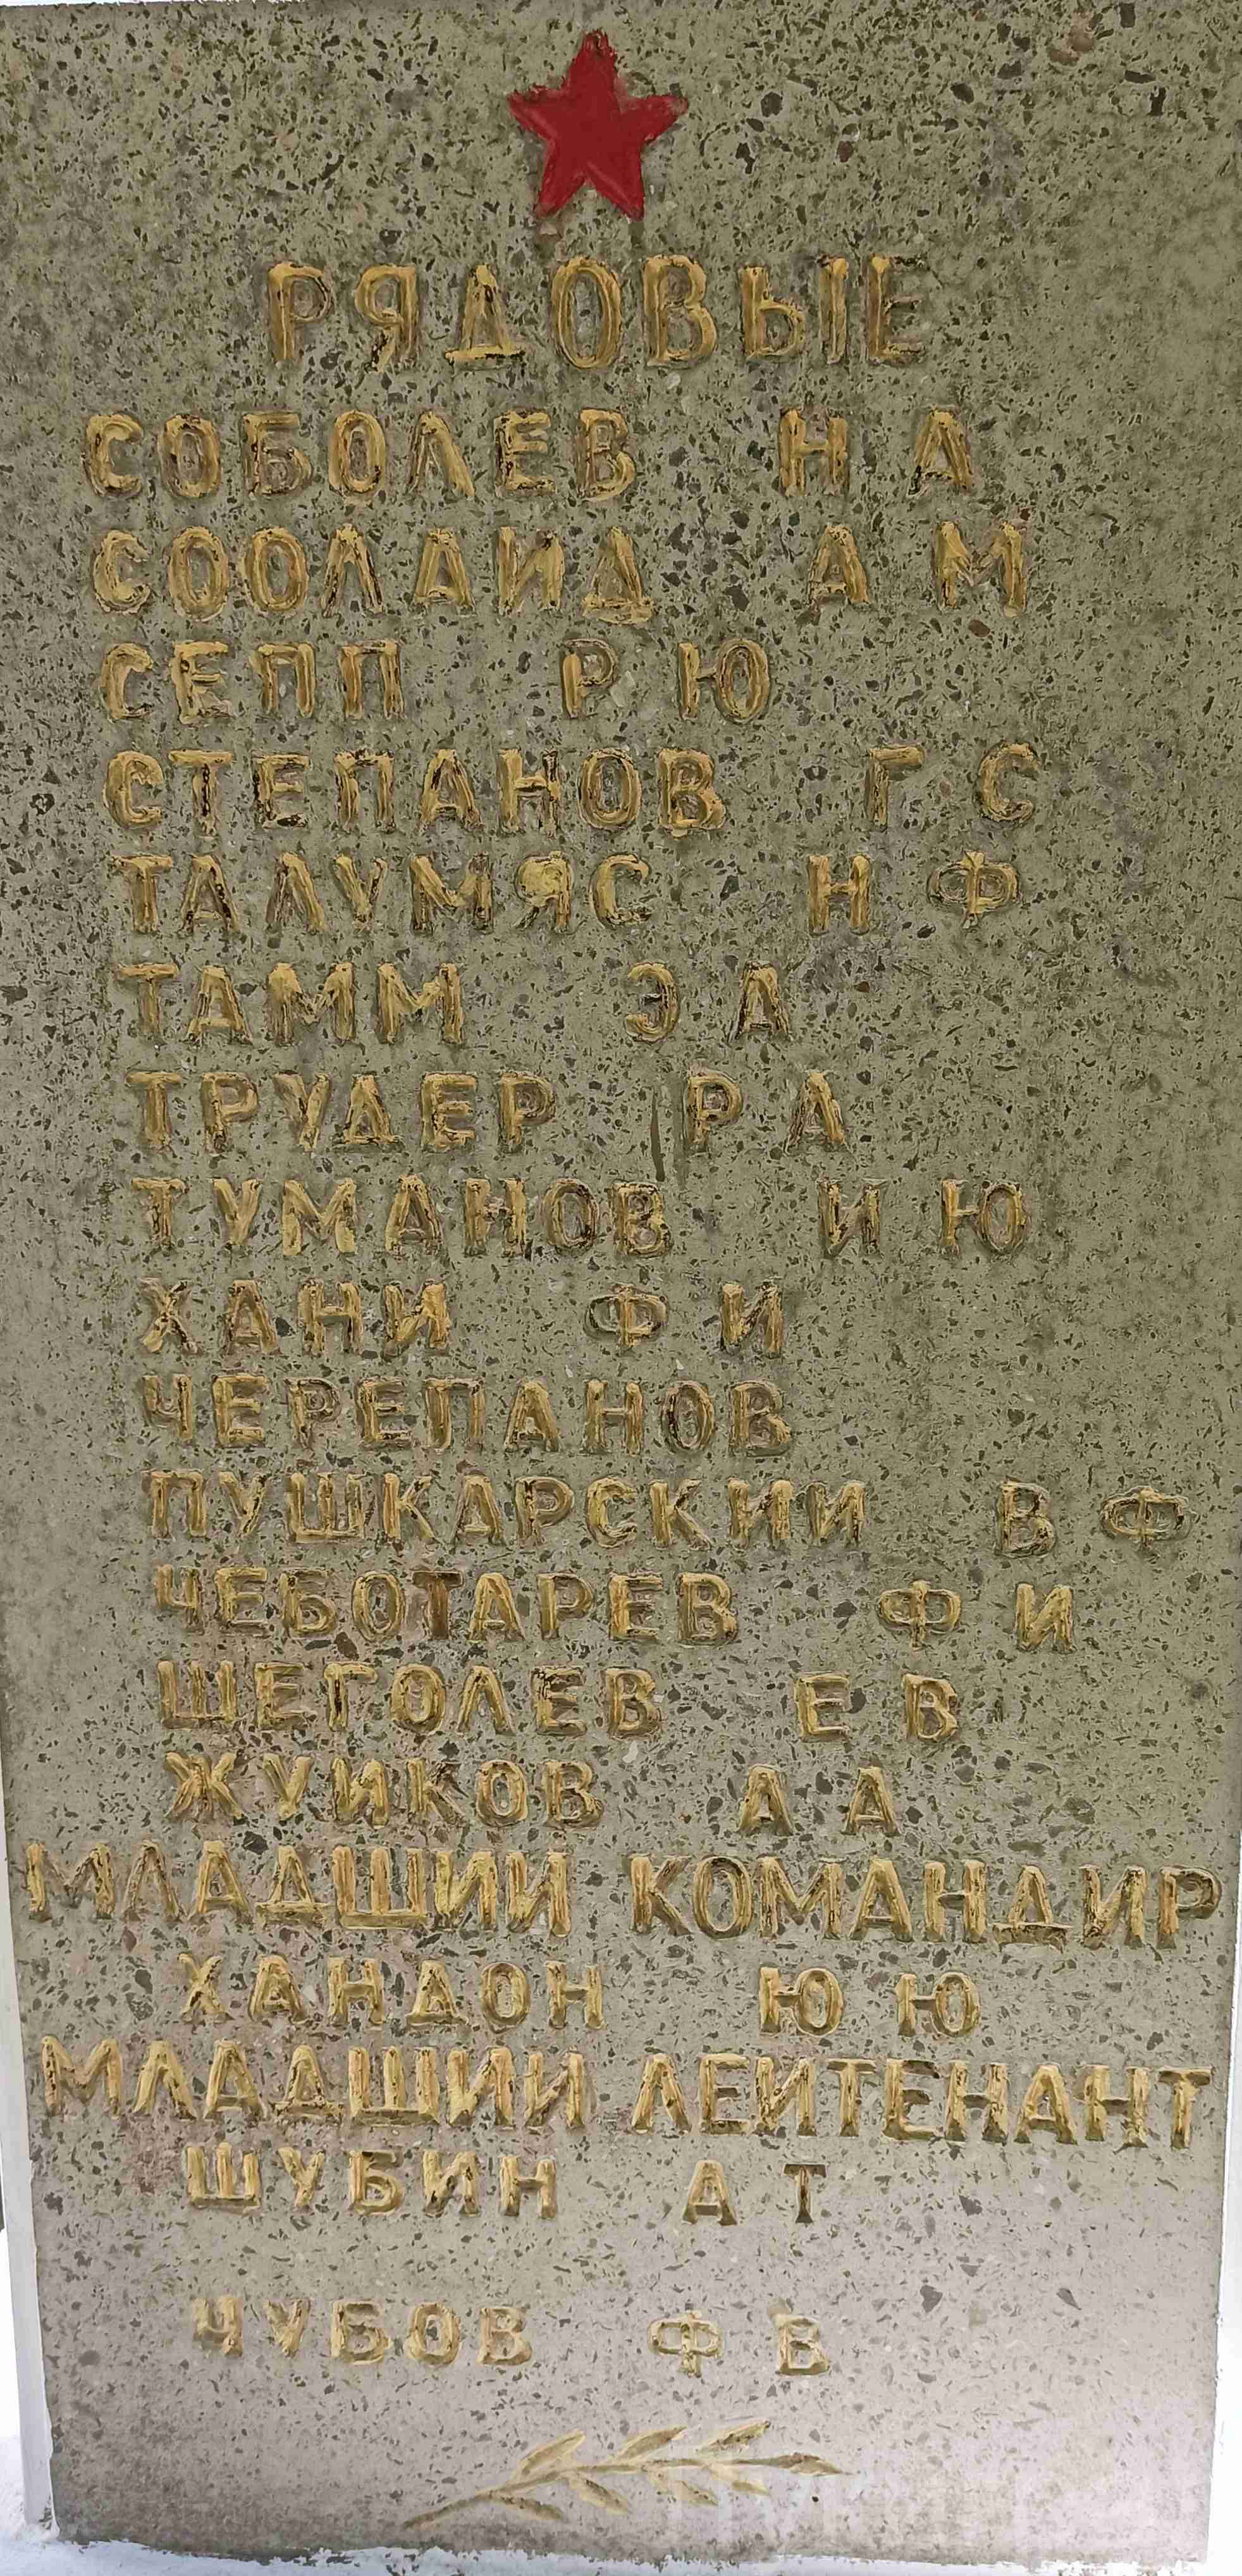 РЯДОВЫЕ
СОБОЛЕВ Н А
СООЛАИД А М
СЕПП Р Ю
СТЕПАНОВ Г С
ТАЛУМЯС Н Ф
ТАММ Э А
ТРУДЕР Р А
ТУМАНОВ И Ю
ХАНИ Ф И
ЧЕРЕПАНОВ
ПУШКАРСКИИ В Ф
ЧЕБОТАРЕВ Ф И
ШЕГОЛЕВ Е В
ЖУИКОВ А А
МЛАДШИИ КОМАНДИР
ХАНДОН Ю Ю
МЛАДШИИ ЛЕИТЕНАНТ
ШУБИН А Т
ЧУБОВ Ф В